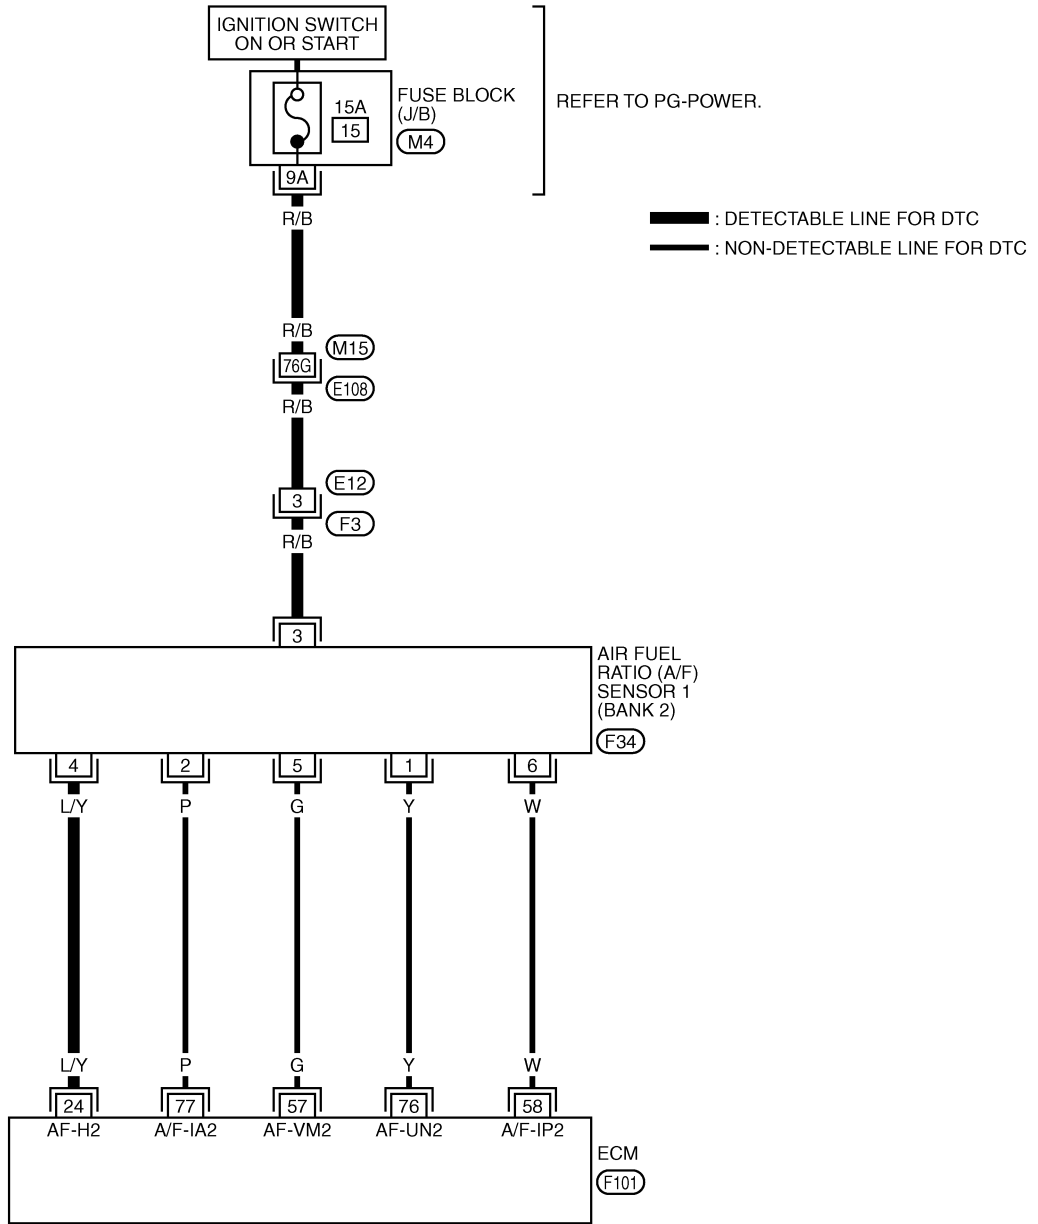 IGNITION SWITCH
ON OR START
FUSE BLOCK
(J/B)
M4
15A
15
REFER TO PG-POWER.
9A
R/B
: DETECTABLE LINE FOR DTC
: NON-DETECTABLE LINE FOR DTC
R/B
M15
76G
E108
R/B
E12
3
F3
R/B
3
AIR FUEL
RATIO (A/F)
SENSOR 1
(BANK 2)
F34
4 2 5 1 6
L/Y P G Y W
L/Y P G Y W
24 77 57 76 58
AF-H2 A/F-IA2 AF-VM2 AF-UN2 A/F-IP2
ECM
F101